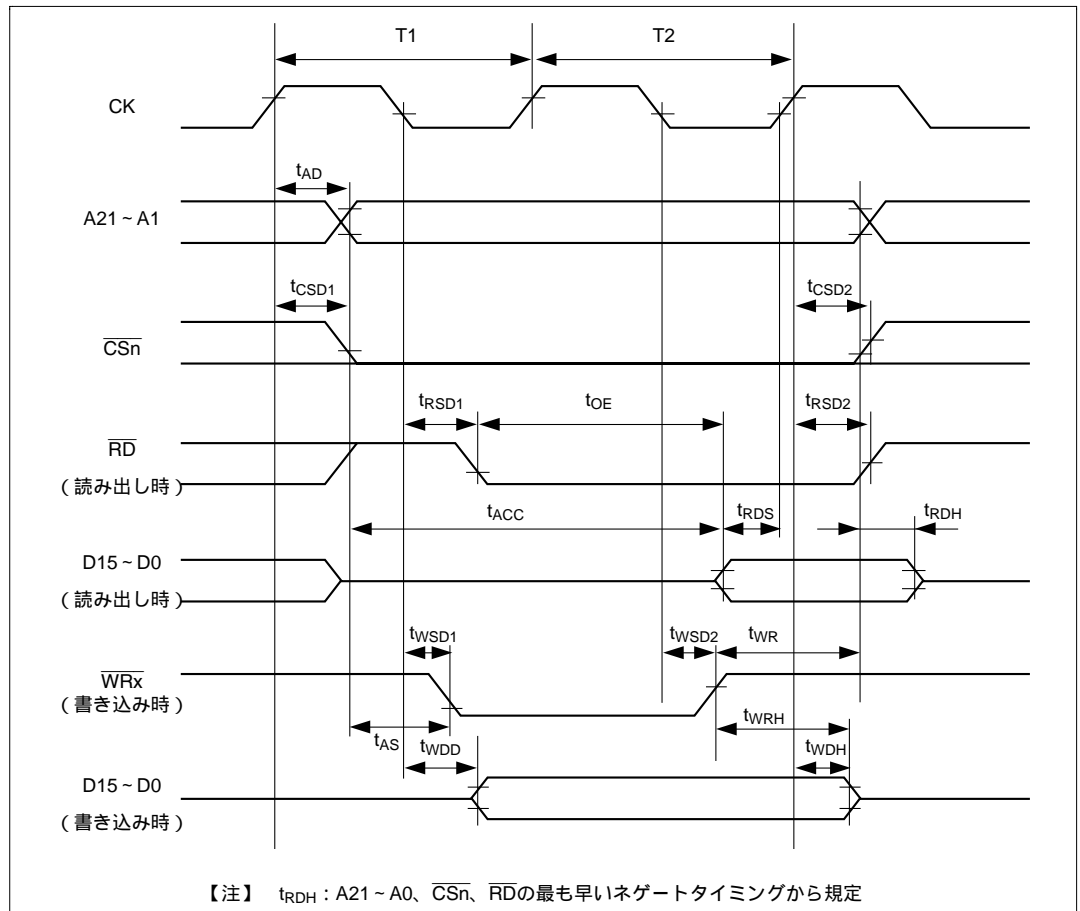 T1 T2
CK
tAD
A21 ~ A1
tCSD1 tCSD2
CSn
tRSD1 tOE tRSD2
RD
(読み出し時)
tACC tRDS tRDH
D15 ~ D0
(読み出し時)
tWSD1 tWSD2 tWR
WRx
(書き込み時)
tWRH
tAS tWDD tWDH
D15 ~ D0
(書き込み時)
【注】 tRDH:A21 ~ A0、CSn、RDの最も早いネゲートタイミングから規定